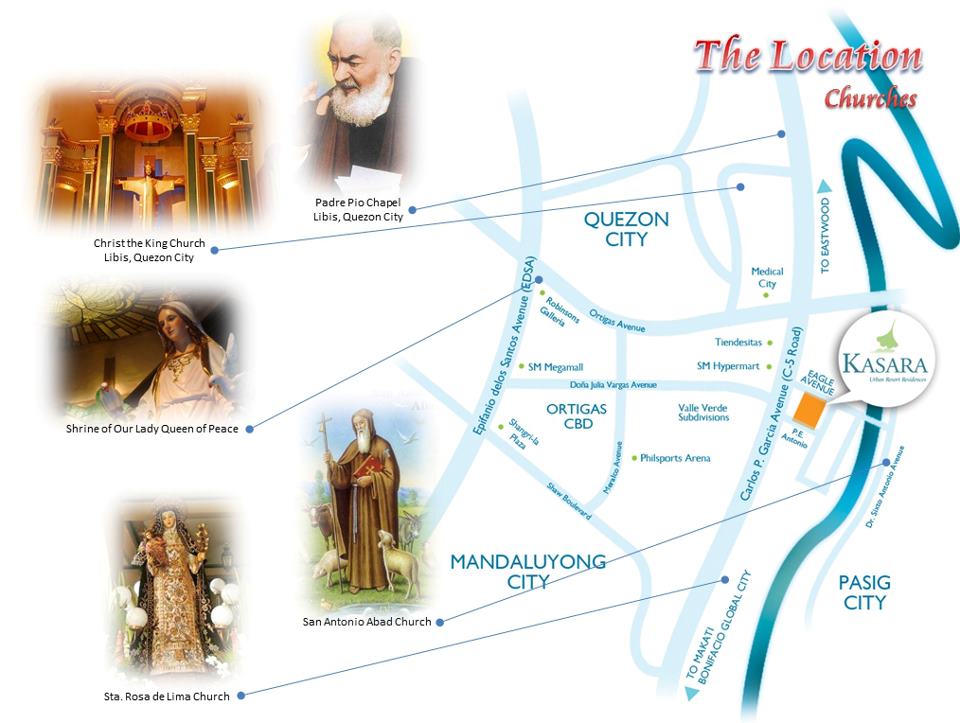 The Location
Churches
Padre Pio Chapel
Libis, Quezon City
Christ the King Church
Libis, Quezon City
Shrine of Our Lady Queen of Peace
San Antonio Abad Church
Sta. Rosa de Lima Church
QUEZON
CITY
TO EASTWOOD
Medical
City
Epifanio delos Santos Avenue (EDSA)
Robinsons
Galleria
Ortigas Avenue
Tiendesitas
SM Megamall
SM Hypermart
Doña Julia Vargas Avenue
Carlos P. Garcia Avenue (C-5 Road)
EAGLE
AVENUE
KASARA
Urban Resort Residences
ORTIGAS
CBD
Valle Verde
Subdivisions
P.E.
Antonio
Shangri-la
Plaza
Meralco Avenue
Philsports Arena
Shaw Boulevard
Dr. Sixto Antonio Avenue
MANDALUYONG
CITY
PASIG
CITY
TO MAKATI
BONIFACIO GLOBAL CITY